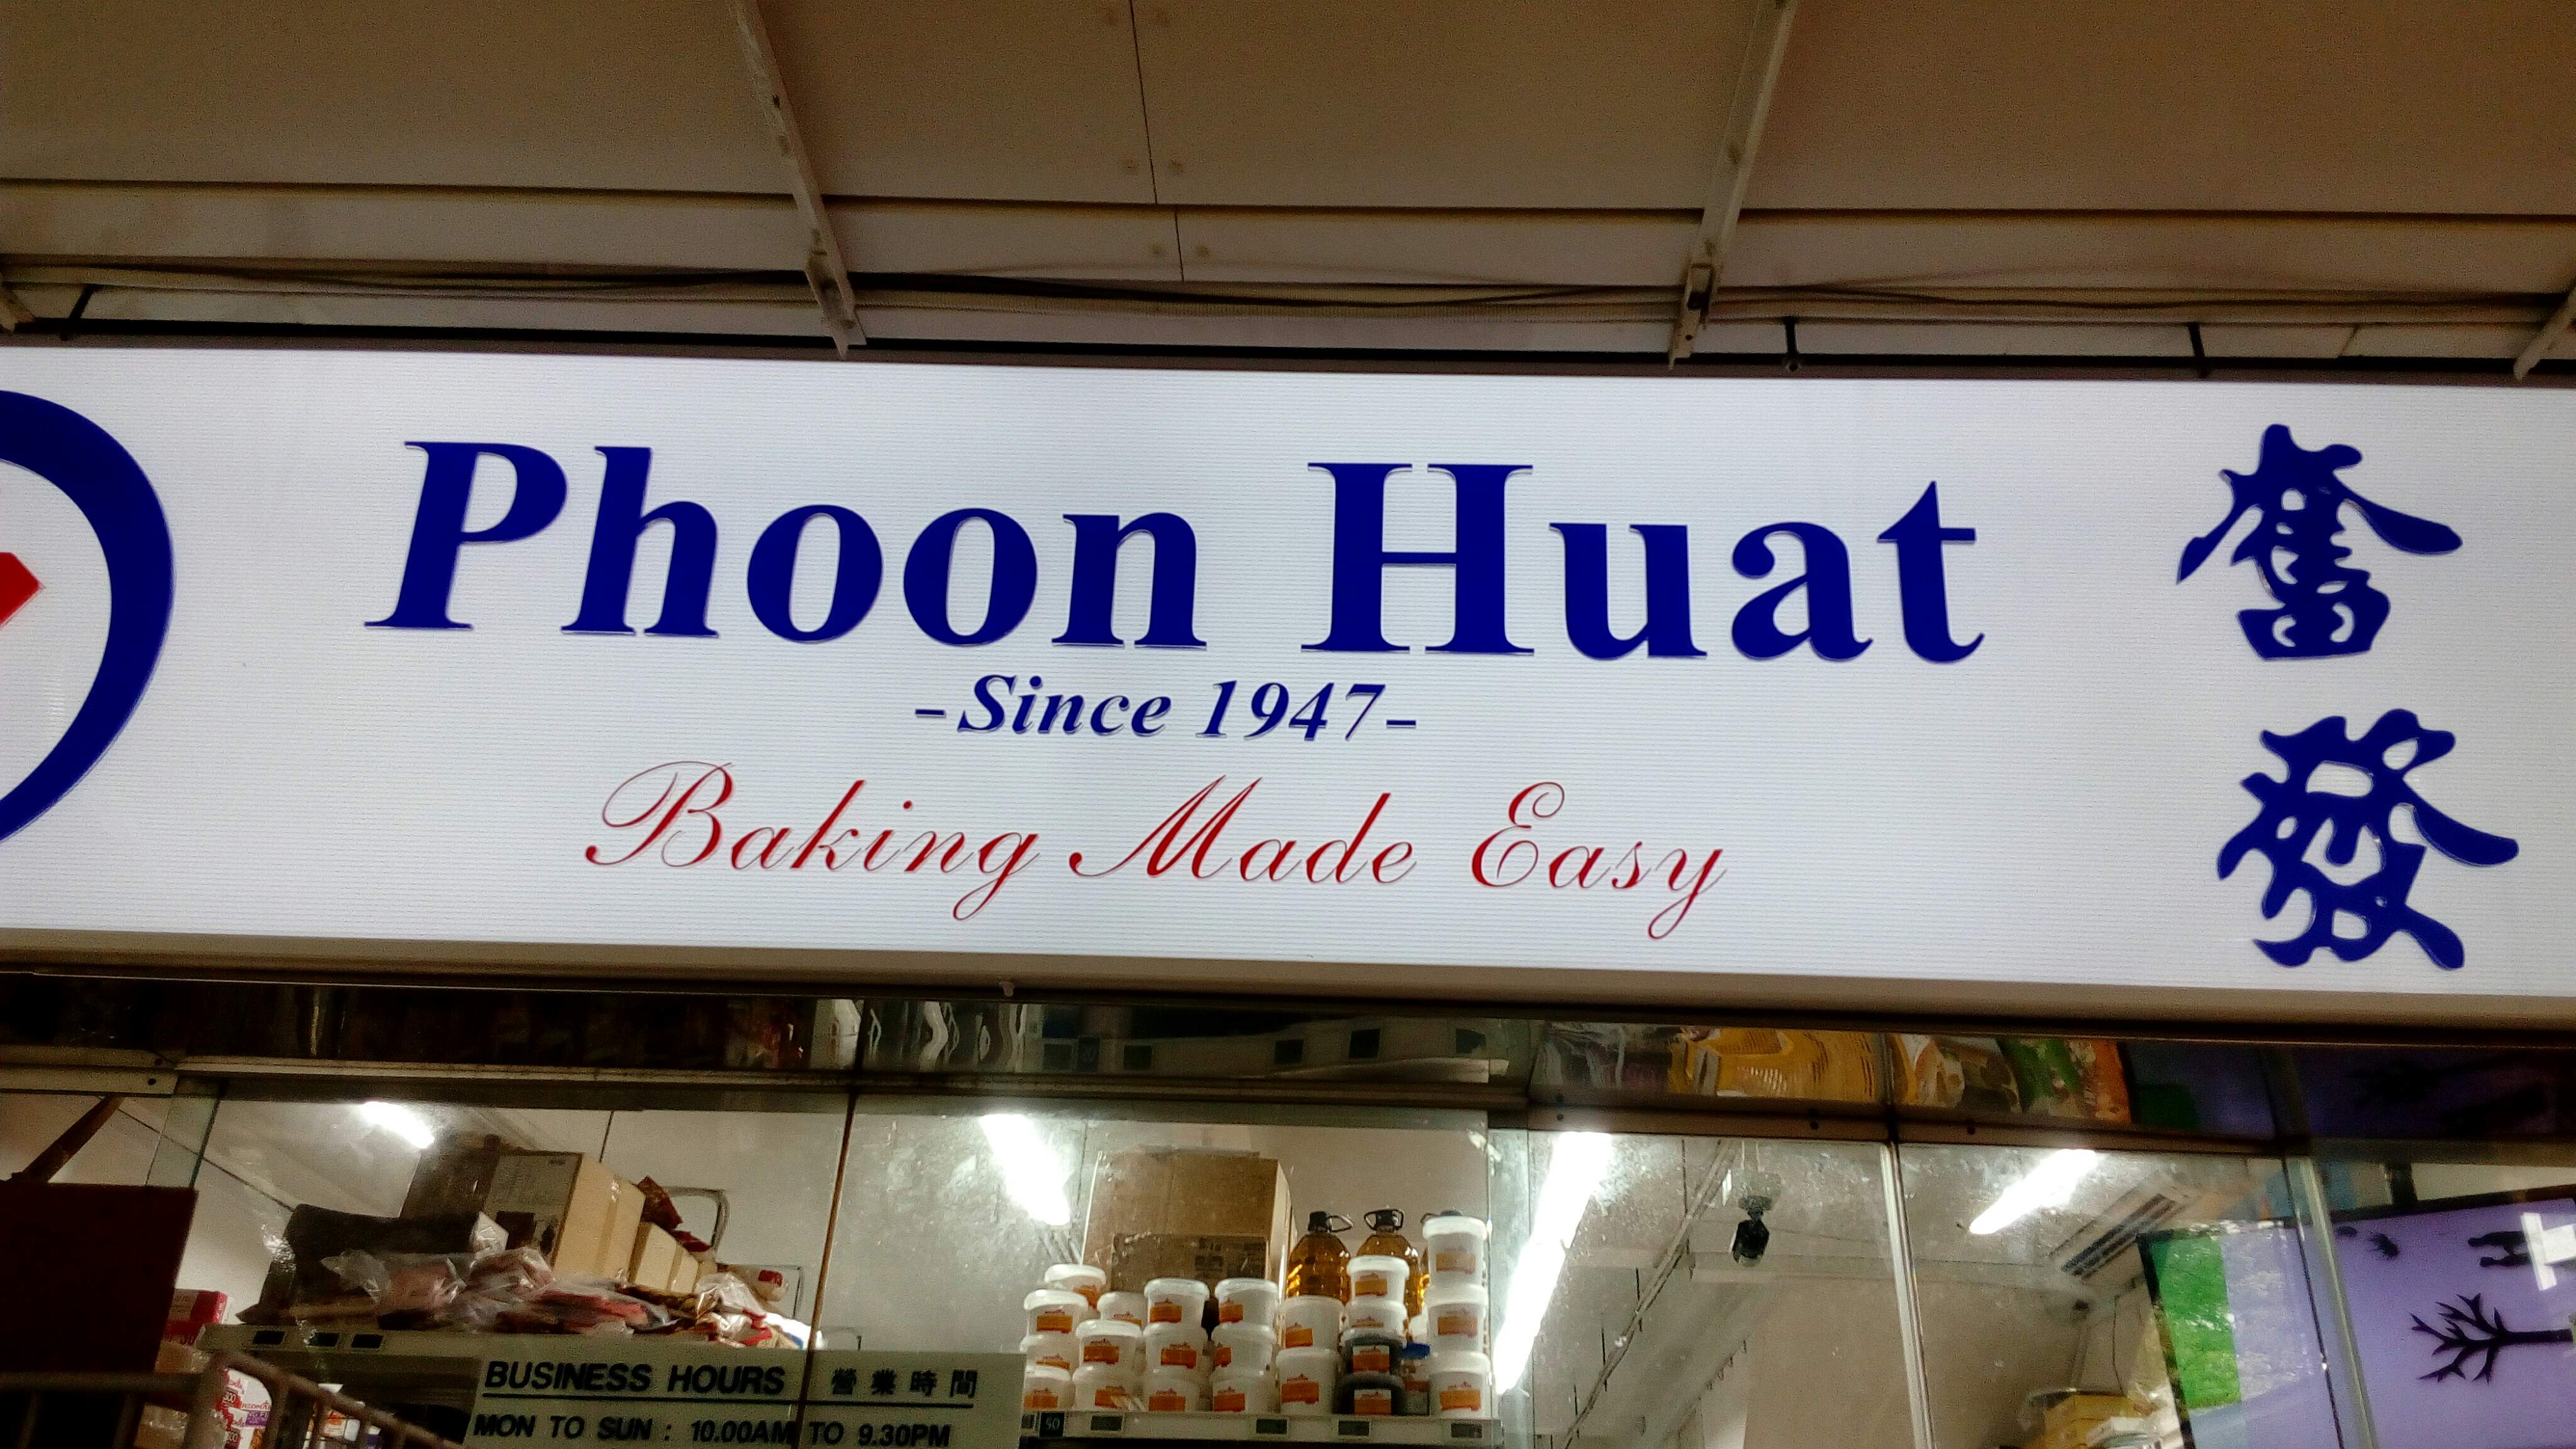 Phoon Huat
-Since 1947-
Baking Made Easy
奮
發
BUSINESS HOURS 營業時間
MON TO SUN : 10.00AM TO 9.30PM
50